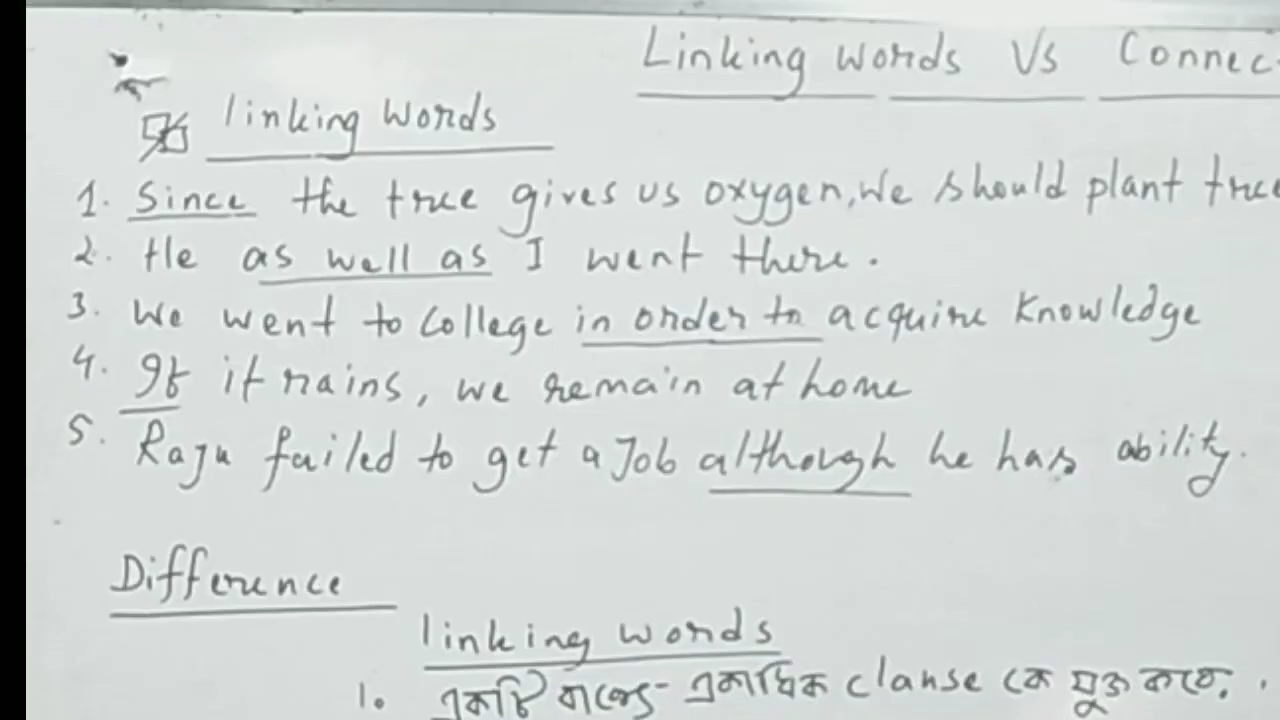 Linking Words Vs Connec
linking words
1. Since the tree gives us oxygen, we should plant tree
2. He as well as I went there.
3. We went to college in order to acquire knowledge
4. If it rains, we remain at home
5. Raju failed to get a Job although he has ability.
Difference
linking words
1. একটি বাক্যে একাধিক clause কে যুক্ত করে.